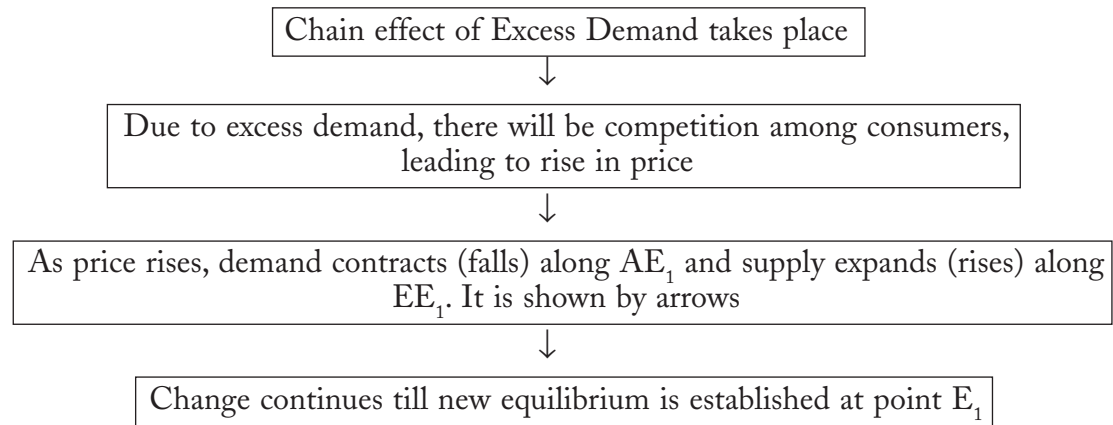 Chain effect of Excess Demand takes place
↓
Due to excess demand, there will be competition among consumers,
leading to rise in price
↓
As price rises, demand contracts (falls) along AE₁ and supply expands (rises) along
EE₁. It is shown by arrows
↓
Change continues till new equilibrium is established at point E₁